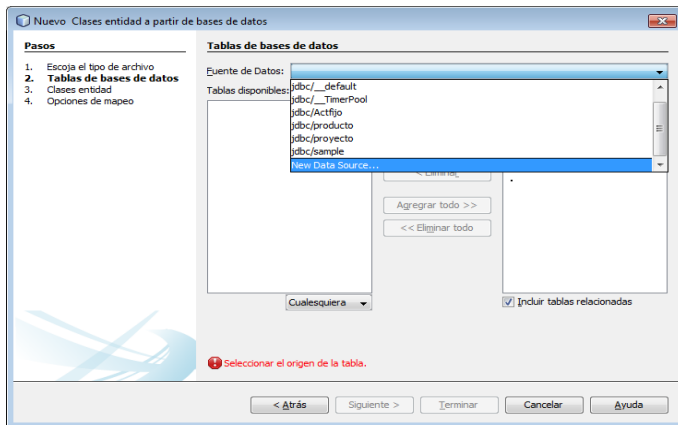 Nuevo Clases entidad a partir de bases de datos
Pasos
1. Escoja el tipo de archivo
2. Tablas de bases de datos
3. Clases entidad
4. Opciones de mapeo
Tablas de bases de datos
Fuente de Datos:
jdbc/__default
jdbc/__TimerPool
jdbc/Actfijo
jdbc/producto
jdbc/proyecto
jdbc/sample
New Data Source...
Tablas disponibles:
< Eliminar
Agregrar todo >>
<< Eliminar todo
Cualesquiera
Incluir tablas relacionadas
Seleccionar el origen de la tabla.
< Atrás
Siguiente >
Terminar
Cancelar
Ayuda